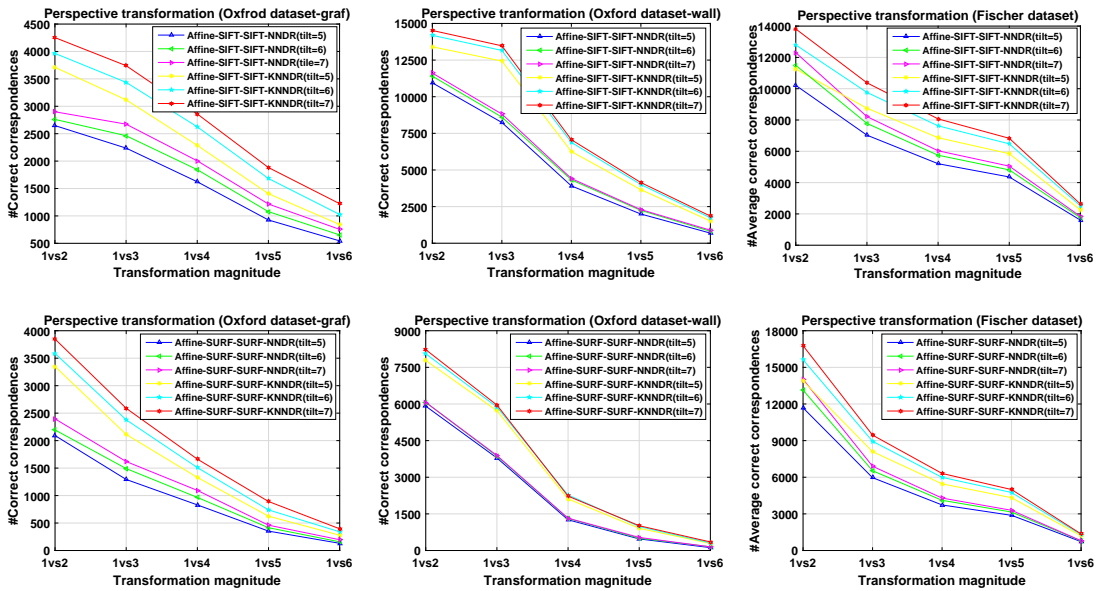 Perspective transformation (Oxfrod dataset-graf)
4500
4000
3500
3000
2500
2000
1500
1000
500
#Correct correspondences
Affine-SIFT-SIFT-NNDR(tilt=5)
Affine-SIFT-SIFT-NNDR(tilt=6)
Affine-SIFT-SIFT-NNDR(tile=7)
Affine-SIFT-SIFT-KNNDR(tilt=5)
Affine-SIFT-SIFT-KNNDR(tilt=6)
Affine-SIFT-SIFT-KNNDR(tilt=7)
1vs2 1vs3 1vs4 1vs5 1vs6
Transformation magnitude
Perspective transformation (Oxford dataset-wall)
15000
12500
10000
7500
5000
2500
0
#Correct correspondences
Affine-SIFT-SIFT-NNDR(tilt=5)
Affine-SIFT-SIFT-NNDR(tilt=6)
Affine-SIFT-SIFT-NNDR(tilt=7)
Affine-SIFT-SIFT-KNNDR(tilt=5)
Affine-SIFT-SIFT-KNNDR(tilt=6)
Affine-SIFT-SIFT-KNNDR(tilt=7)
1vs2 1vs3 1vs4 1vs5 1vs6
Transformation magnitude
Perspective transformation (Fischer dataset)
14000
12000
10000
8000
6000
4000
2000
0
#Average correct correspondences
Affine-SIFT-SIFT-NNDR(tilt=5)
Affine-SIFT-SIFT-NNDR(tilt=6)
Affine-SIFT-SIFT-NNDR(tilt=7)
Affine-SIFT-SIFT-KNNDR(tilt=5)
Affine-SIFT-SIFT-KNNDR(tilt=6)
Affine-SIFT-SIFT-KNNDR(tilt=7)
1vs2 1vs3 1vs4 1vs5 1vs6
Transformation magnitude
Perspective transformation (Oxford dataset-graf)
4000
3500
3000
2500
2000
1500
1000
500
0
#Correct correspondences
Affine-SURF-SURF-NNDR(tilt=5)
Affine-SURF-SURF-NNDR(tilt=6)
Affine-SURF-SURF-NNDR(tilt=7)
Affine-SURF-SURF-KNNDR(tilt=5)
Affine-SURF-SURF-KNNDR(tilt=6)
Affine-SURF-SURF-KNNDR(tilt=7)
1vs2 1vs3 1vs4 1vs5 1vs6
Transformation magnitude
Perspective transformation (Oxford dataset-wall)
9000
7500
6000
4500
3000
1500
0
#Correct correspondences
Affine-SURF-SURF-NNDR(tilt=5)
Affine-SURF-SURF-NNDR(tilt=6)
Affine-SURF-SURF-NNDR(tilt=7)
Affine-SURF-SURF-KNNDR(tilt=5)
Affine-SURF-SURF-KNNDR(tilt=6)
Affine-SURF-SURF-KNNDR(tilt=7)
1vs2 1vs3 1vs4 1vs5 1vs6
Transformation magnitude
Perspective transformation (Fischer dataset)
18000
15000
12000
9000
6000
3000
0
#Average correct correspondences
Affine-SURF-SURF-NNDR(tilt=5)
Affine-SURF-SURF-NNDR(tilt=6)
Affine-SURF-SURF-NNDR(tilt=7)
Affine-SURF-SURF-KNNDR(tilt=5)
Affine-SURF-SURF-KNNDR(tilt=6)
Affine-SURF-SURF-KNNDR(tilt=7)
1vs2 1vs3 1vs4 1vs5 1vs6
Transformation magnitude